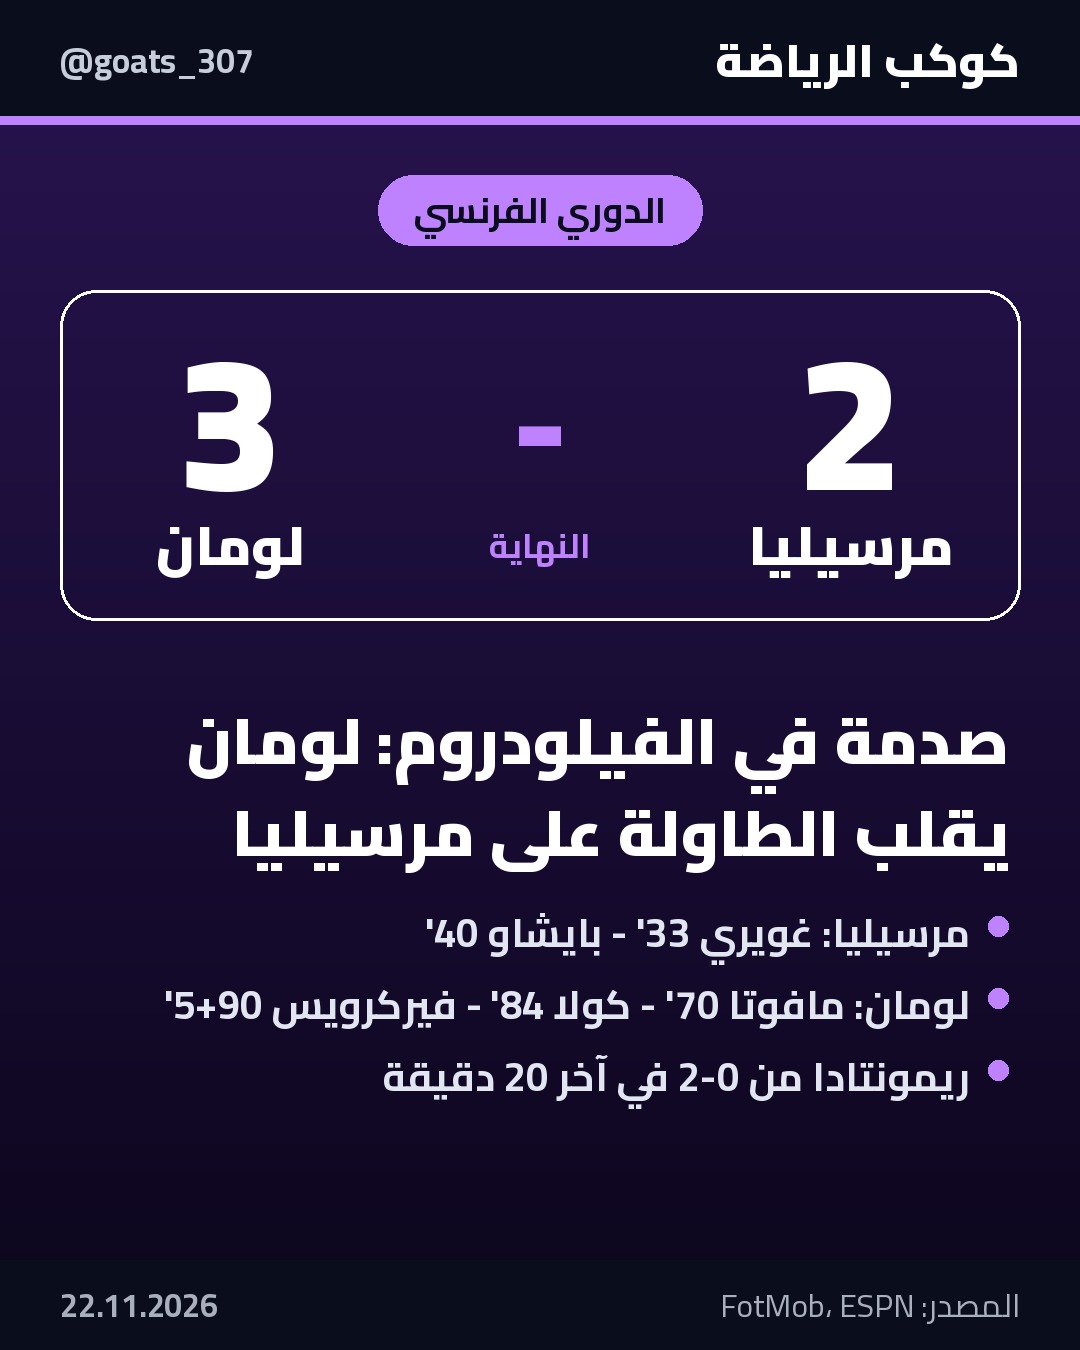 كوكب الرياضة
@goats_307
الدوري الفرنسي
2 - 3
مرسيليا النهاية لومان
صدمة في الفيلودروم: لومان
يقلب الطاولة على مرسيليا
مرسيليا: غويري 33' - بايشاو 40'
لومان: مافوتا 70' - كولا 84' - فيركرويس 90+5'
ريمونتادا من 0-2 في آخر 20 دقيقة
المصدر: FotMob، ESPN
22.11.2026